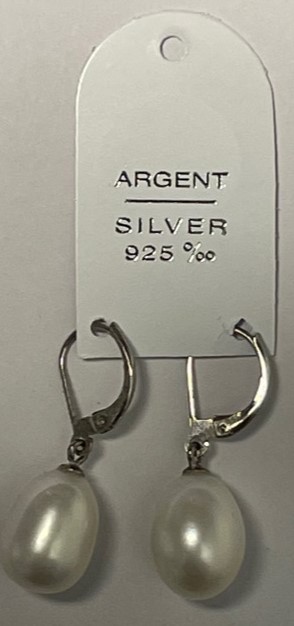 ARGENT
SILVER
925 ‰